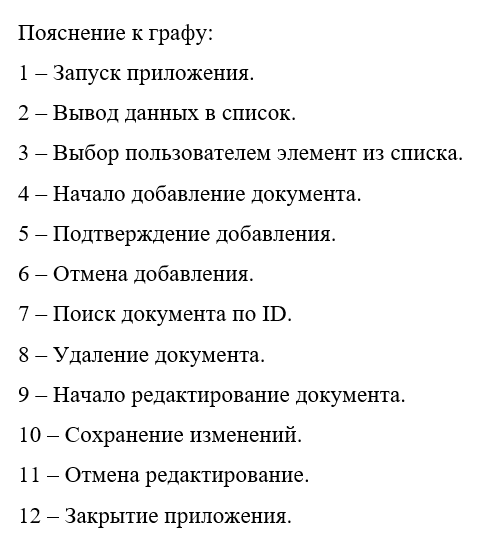 Пояснение к графу:
1 – Запуск приложения.
2 – Вывод данных в список.
3 – Выбор пользователем элемент из списка.
4 – Начало добавление документа.
5 – Подтверждение добавления.
6 – Отмена добавления.
7 – Поиск документа по ID.
8 – Удаление документа.
9 – Начало редактирование документа.
10 – Сохранение изменений.
11 – Отмена редактирование.
12 – Закрытие приложения.